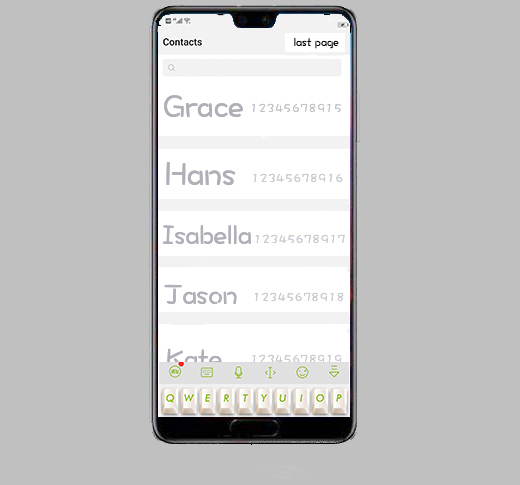 Contacts
last page
Grace 12345678915
Hans 12345678916
Isabella 12345678917
Jason 12345678918
Kate 12345678919
Q W E R T Y U I O P